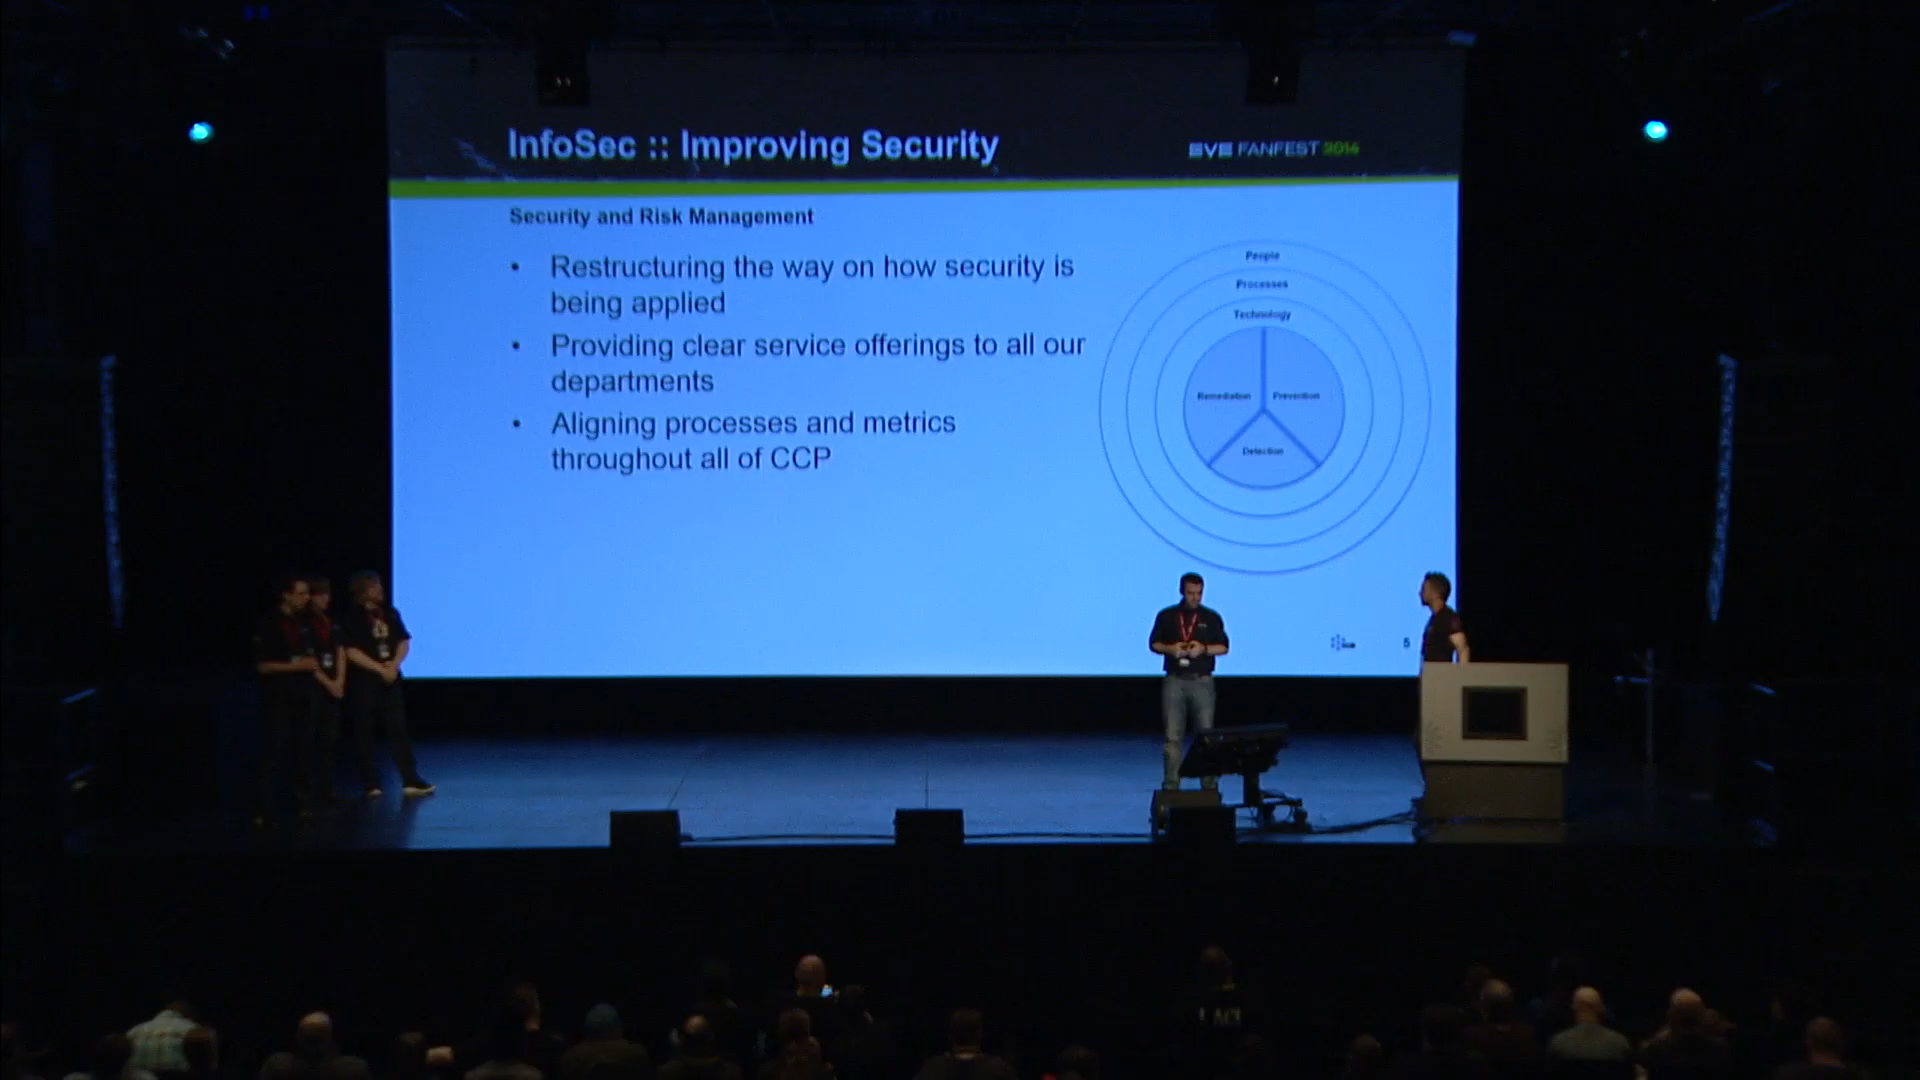 InfoSec :: Improving Security
EVE FANFEST 2014
Security and Risk Management
• Restructuring the way on how security is
being applied
• Providing clear service offerings to all our
departments
• Aligning processes and metrics
throughout all of CCP
People
Processes
Technology
Remediation
Prevention
Detection
5